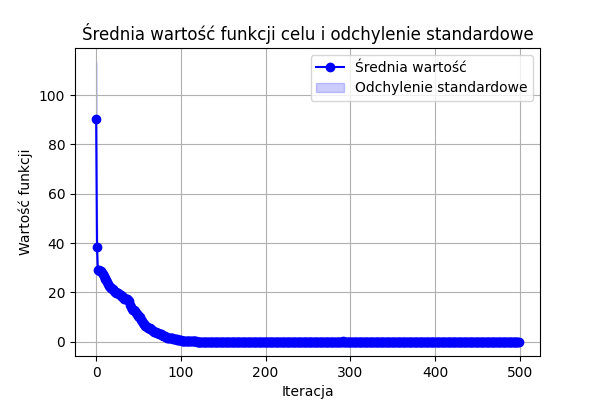 Średnia wartość funkcji celu i odchylenie standardowe
Średnia wartość
Odchylenie standardowe
Wartość funkcji
100
80
60
40
20
0
0 100 200 300 400 500
Iteracja